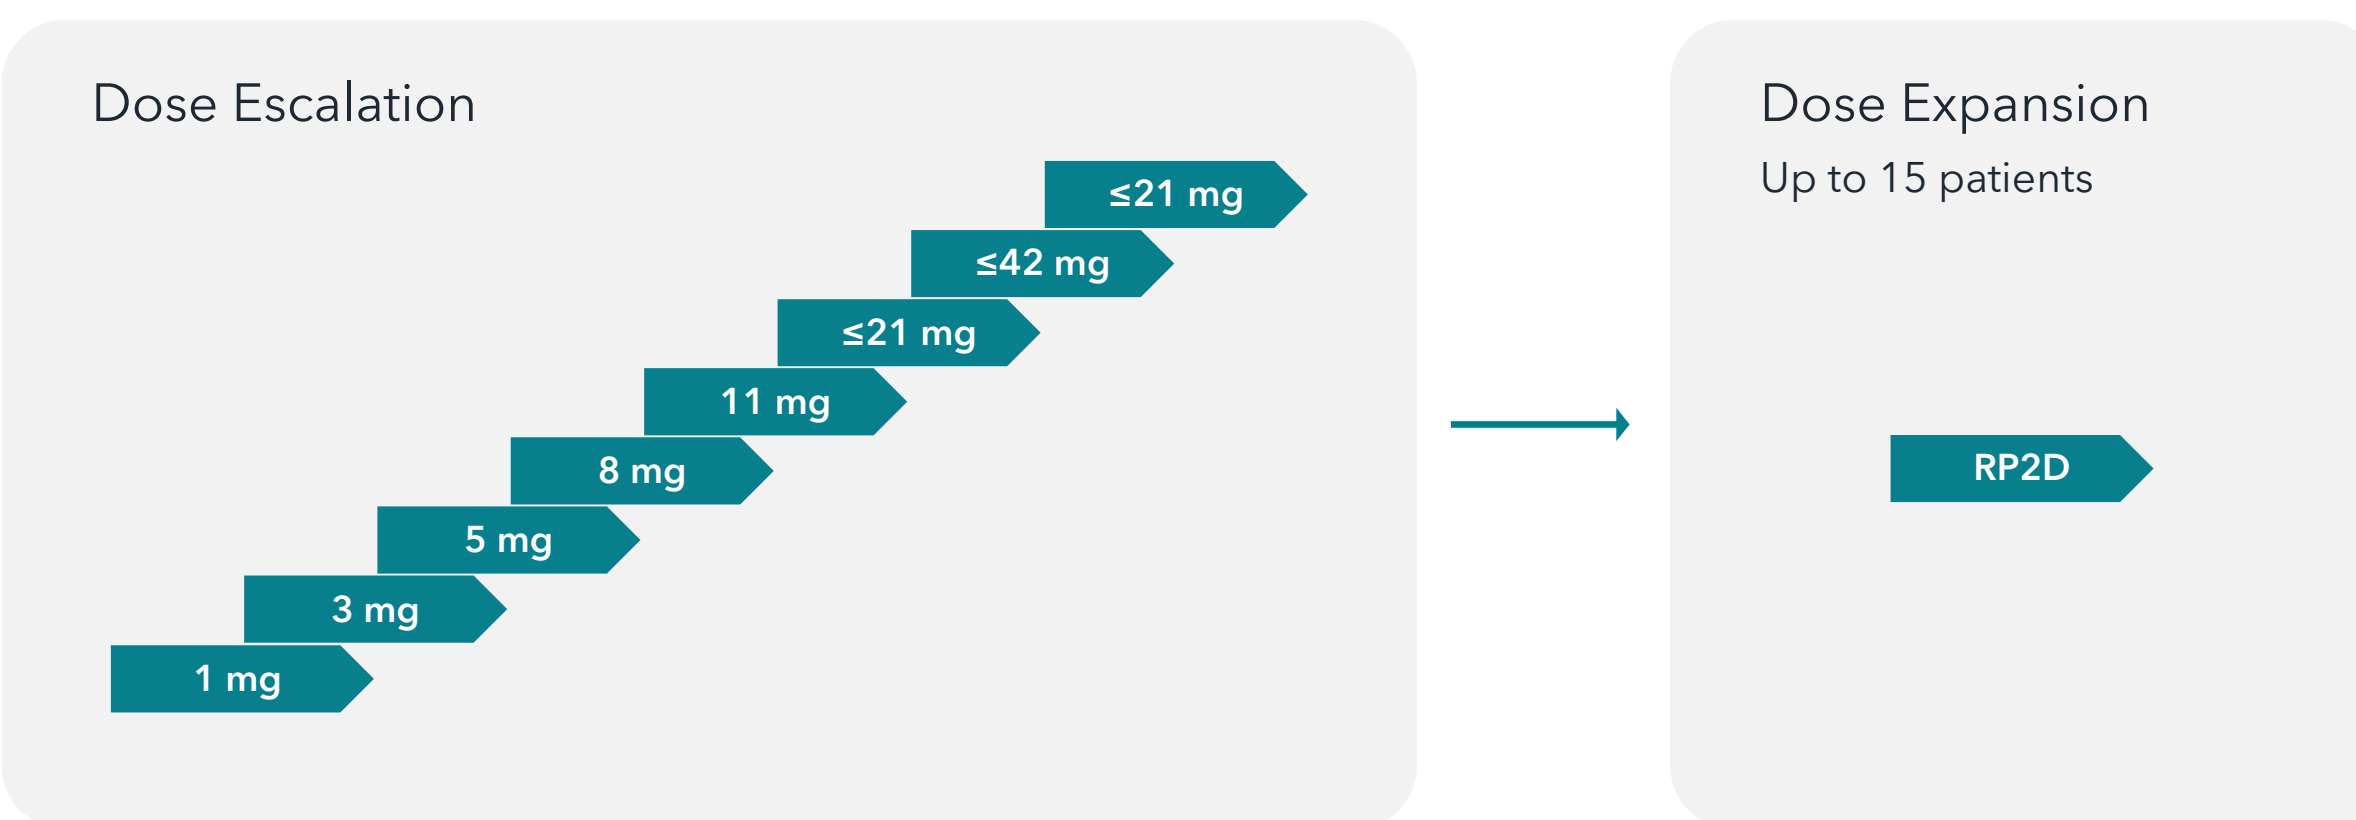 Dose Escalation
≤21 mg
≤42 mg
≤21 mg
11 mg
8 mg
5 mg
3 mg
1 mg
Dose Expansion
Up to 15 patients
RP2D